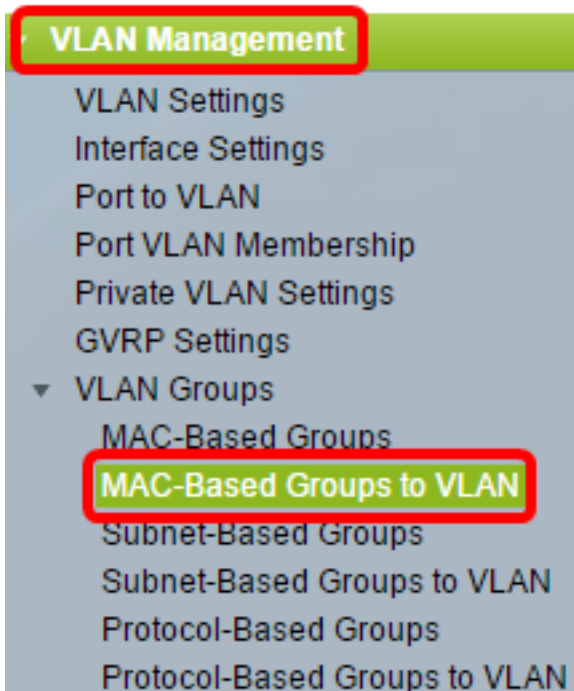 VLAN Management
VLAN Settings
Interface Settings
Port to VLAN
Port VLAN Membership
Private VLAN Settings
GVRP Settings
VLAN Groups
MAC-Based Groups
MAC-Based Groups to VLAN
Subnet-Based Groups
Subnet-Based Groups to VLAN
Protocol-Based Groups
Protocol-Based Groups to VLAN